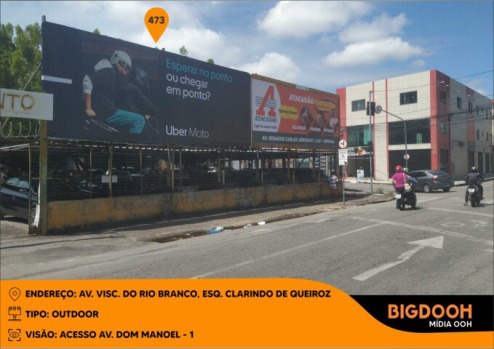 473
Esperar no ponto
ou chegar
em ponto?
Uber Moto
NTO
ATACADÃO
ATACADÃO
ENDEREÇO: AV. VISC. DO RIO BRANCO, ESQ. CLARINDO DE QUEIROZ
TIPO: OUTDOOR
VISÃO: ACESSO AV. DOM MANOEL - 1
BIGDOOH
MÍDIA OOH